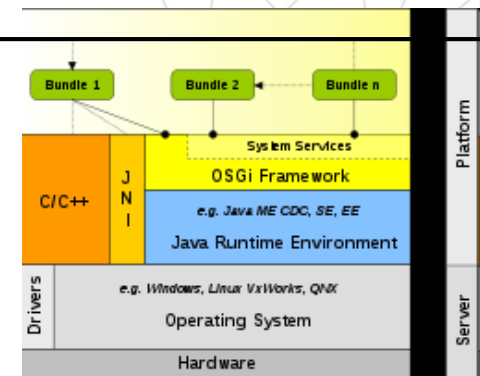 Bundle 1
Bundle 2
Bundle n
System Services
OSGi Framework
C/C++
JNI
e.g. Java ME CDC, SE, EE
Java Runtime Environment
Drivers
e.g. Windows, Linux VxWorks, QNX
Operating System
Hardware
Platform
Server